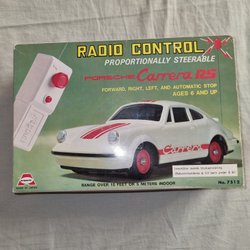 RADIO CONTROL
PROPORTIONALLY STEERABLE
PORSCHE Carrera RS
FORWARD, RIGHT, LEFT, AND AUTOMATIC STOP
AGES 6 AND UP
Carrera
RANGE OVER 15 FEET OR 5 METERS INDOOR
No. 7512